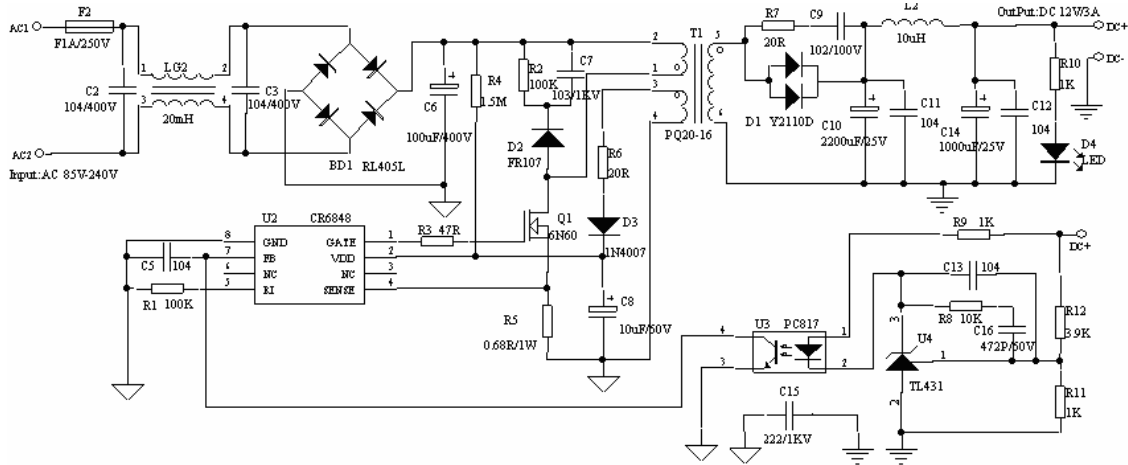 AC1
F2
F1A/250V
1
LG2
2
C2
104/400V
3
4
C3
104/400V
20mH
AC2
Input:AC 85V-240V
BD1
RL405L
C6
100uF/400V
R4
1.5M
R2
100K
C7
103/1KV
D2
FR107
R6
20R
D3
1N4007
2
1
3
4
T1
5
6
PQ20-16
R7
20R
C9
102/100V
D1
Y2110D
L2
10uH
OutPut:DC 12V/3A
DC+
DC-
C10
2200uF/25V
C11
104
C14
1000uF/25V
C12
104
R10
1K
D4
LED
U2
CR6848
8
7
6
5
GND
FB
NC
RI
GATE
VDD
NC
SENSE
1
2
3
4
C5
104
R1
100K
R3 47R
Q1
6N60
R5
0.68R/1W
C8
10uF/50V
U3
PC817
4
3
1
2
R9
1K
DC+
C13
104
R8
10K
C16
472P/50V
R12
3.9K
3
U4
1
TL431
2
R11
1K
C15
222/1KV